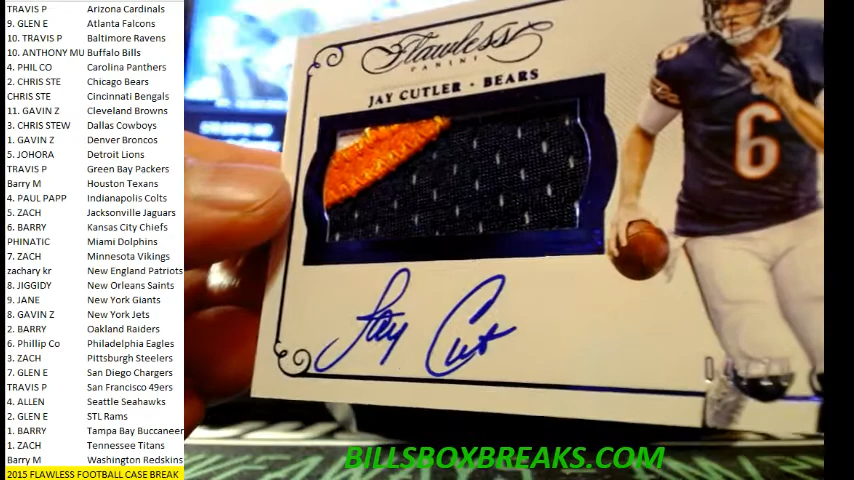 TRAVIS P Arizona Cardinals
9. GLEN E Atlanta Falcons
10. TRAVIS P Baltimore Ravens
10. ANTHONY MU Buffalo Bills
4. PHIL CO Carolina Panthers
2. CHRIS STE Chicago Bears
CHRIS STE Cincinnati Bengals
11. GAVIN Z Cleveland Browns
3. CHRIS STEW Dallas Cowboys
1. GAVIN Z Denver Broncos
5. JOHORA Detroit Lions
TRAVIS P Green Bay Packers
Barry M Houston Texans
4. PAUL PAPP Indianapolis Colts
5. ZACH Jacksonville Jaguars
6. BARRY Kansas City Chiefs
PHINATIC Miami Dolphins
7. ZACH Minnesota Vikings
zachary kr New England Patriots
8. JIGGIDY New Orleans Saints
9. JANE New York Giants
8. GAVIN Z New York Jets
2. BARRY Oakland Raiders
6. Phillip Co Philadelphia Eagles
3. ZACH Pittsburgh Steelers
7. GLEN E San Diego Chargers
TRAVIS P San Francisco 49ers
4. ALLEN Seattle Seahawks
2. GLEN E STL Rams
1. BARRY Tampa Bay Buccaneer
1. ZACH Tennessee Titans
Barry M Washington Redskins
2015 FLAWLESS FOOTBALL CASE BREAK
Flawless
PANINI
JAY CUTLER · BEARS
6
6
Jay Cut
BILLSBOXBREAKS.COM